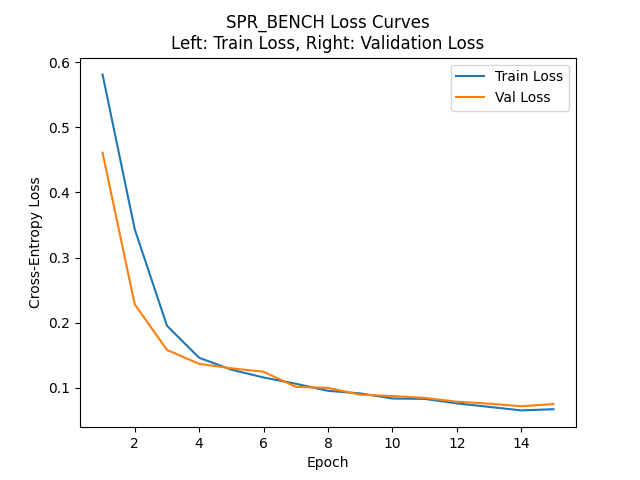 SPR_BENCH Loss Curves
Left: Train Loss, Right: Validation Loss
Train Loss
Val Loss
Cross-Entropy Loss
0.6
0.5
0.4
0.3
0.2
0.1
2 4 6 8 10 12 14
Epoch